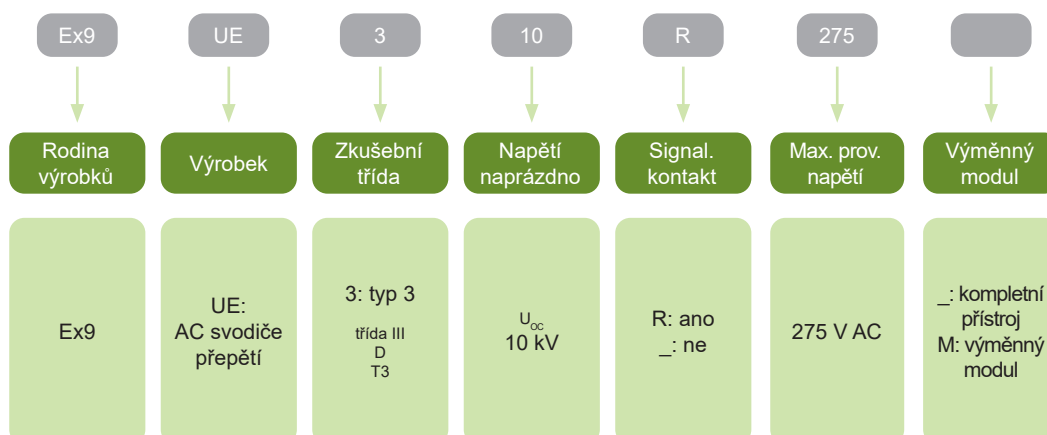 Ex9
UE
3
10
R
275
Rodina
výrobků
Výrobek
Zkušební
třída
Napětí
naprázdno
Signal.
kontakt
Max. prov.
napětí
Výměnný
modul
Ex9
UE:
AC svodiče
přepětí
3: typ 3
třída III
D
T3
UOC
10 kV
R: ano
_: ne
275 V AC
_: kompletní
přístroj
M: výměnný
modul